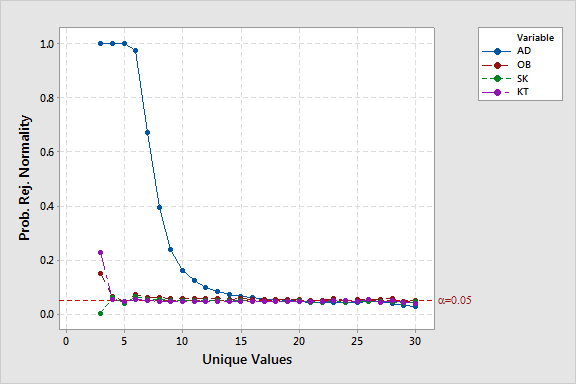 Variable
AD
OB
SK
KT
Prob. Rej. Normality
1.0
0.8
0.6
0.4
0.2
0.0
α=0.05
0 5 10 15 20 25 30
Unique Values